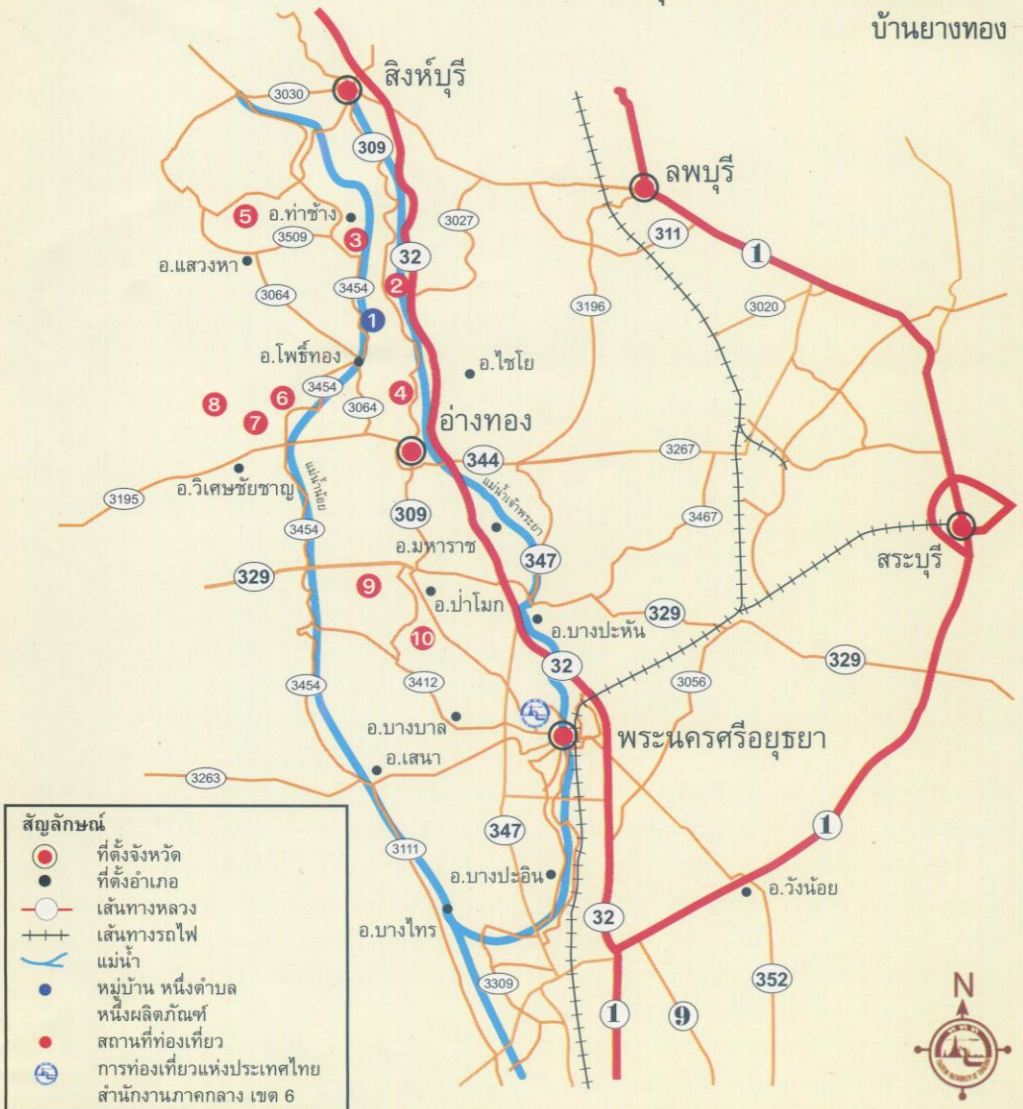 บ้านยางทอง
สิงห์บุรี
3030
309
ลพบุรี
5
อ.ท่าช้าง
3027
311
3509
3
32
1
อ.แสวงหา
3064
3454
2
3196
3020
1
อ.โพธิ์ทอง
อ.ไชโย
3454
8
6
3064
4
7
อ่างทอง
344
3267
อ.วิเศษชัยชาญ
แม่น้ำน้อย
3195
แม่น้ำเจ้าพระยา
309
3467
3454
อ.มหาราช
347
สระบุรี
329
9
อ.ป่าโมก
329
อ.บางปะหัน
10
32
329
3454
3412
3056
อ.บางบาล
พระนครศรีอยุธยา
อ.เสนา
3263
347
1
3111
อ.บางปะอิน
อ.วังน้อย
อ.บางไทร
32
3309
352
1
9
N
สัญลักษณ์
ที่ตั้งจังหวัด
ที่ตั้งอำเภอ
เส้นทางหลวง
เส้นทางรถไฟ
แม่น้ำ
หมู่บ้าน หนึ่งตำบล
หนึ่งผลิตภัณฑ์
สถานที่ท่องเที่ยว
การท่องเที่ยวแห่งประเทศไทย
สำนักงานภาคกลาง เขต 6